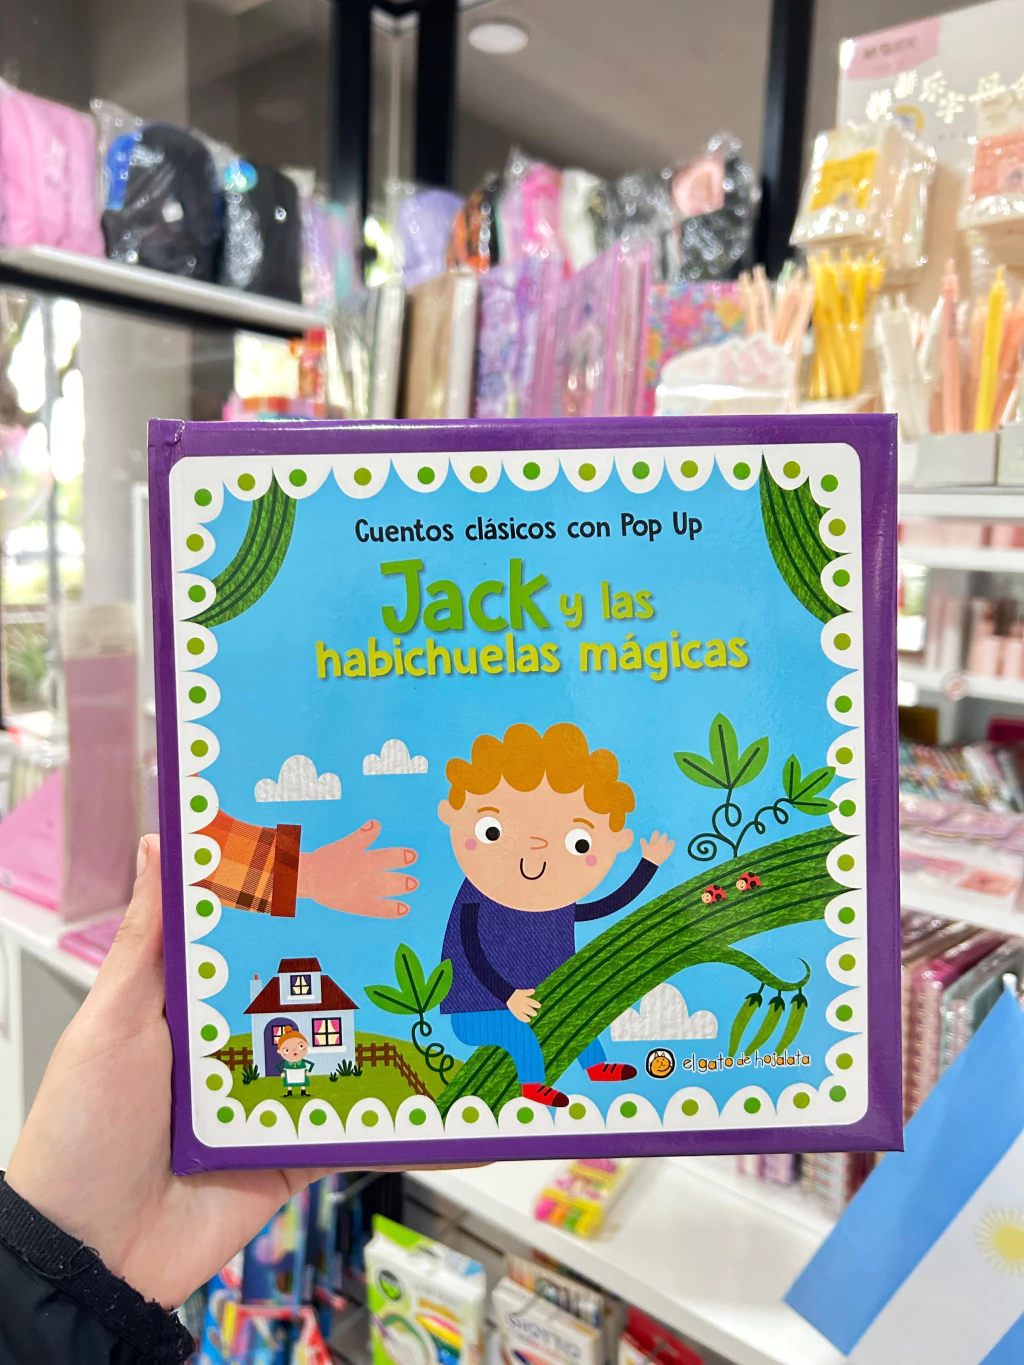 Cuentos clásicos con Pop Up
Jack y las
habichuelas mágicas
el gato de hojalata